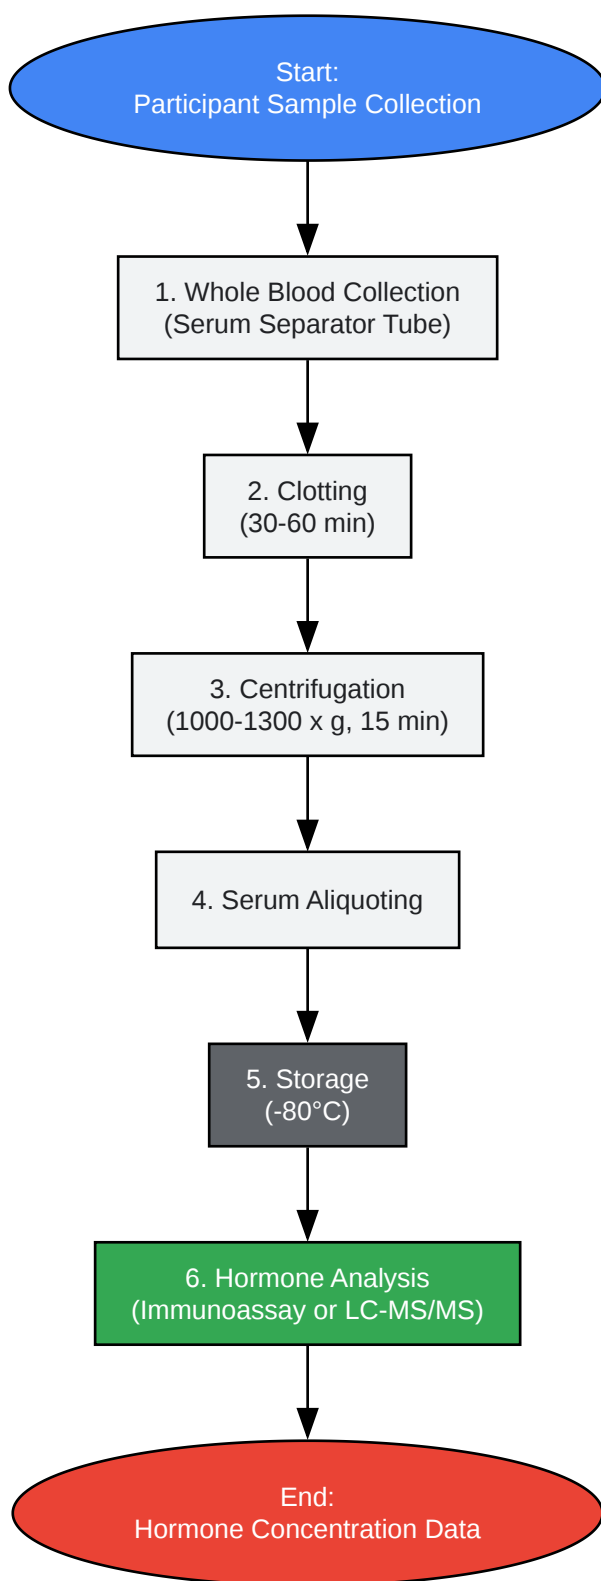 Start:
Participant Sample Collection
1. Whole Blood Collection
(Serum Separator Tube)
2. Clotting
(30-60 min)
3. Centrifugation
(1000-1300 x g, 15 min)
4. Serum Aliquoting
5. Storage
(-80°C)
6. Hormone Analysis
(Immunoassay or LC-MS/MS)
End:
Hormone Concentration Data